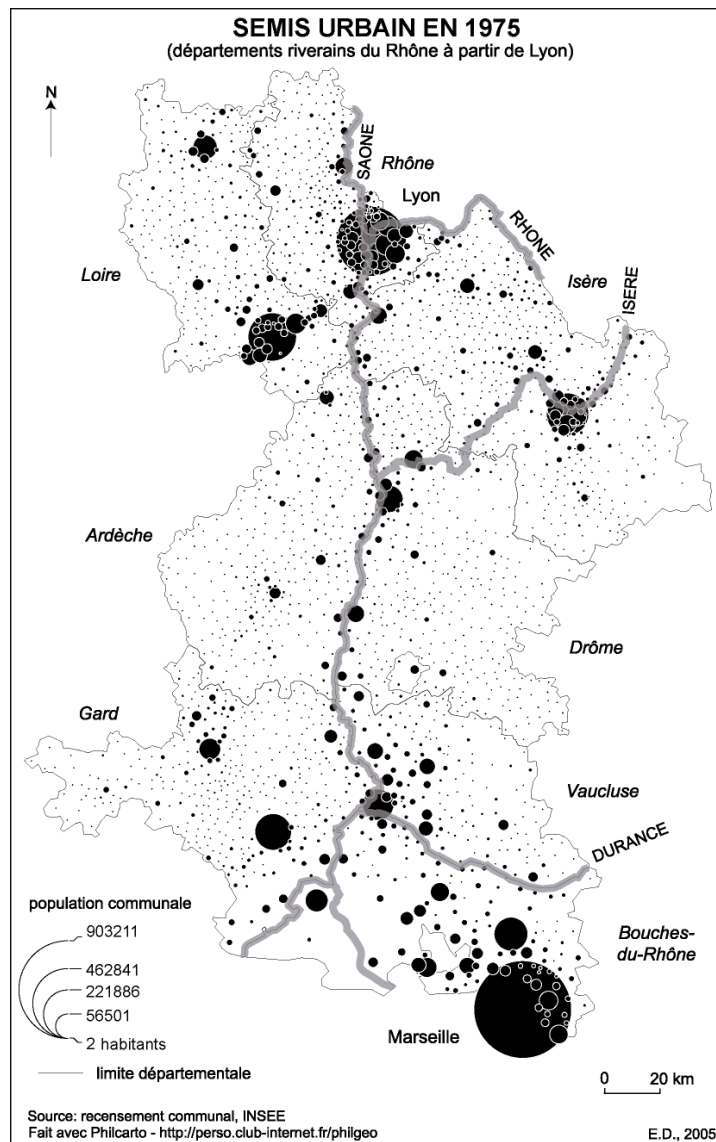 SEMIS URBAIN EN 1975
(départements riverains du Rhône à partir de Lyon)
N
SAONE
Rhône
Lyon
RHONE
Loire
Isère
ISERE
Ardèche
Drôme
Gard
Vaucluse
DURANCE
population communale
903211
462841
221886
56501
2 habitants
Bouches-
du-Rhône
Marseille
limite départementale
0 20 km
Source: recensement communal, INSEE
Fait avec Philcarto - http://perso.club-internet.fr/philgeo
E.D., 2005